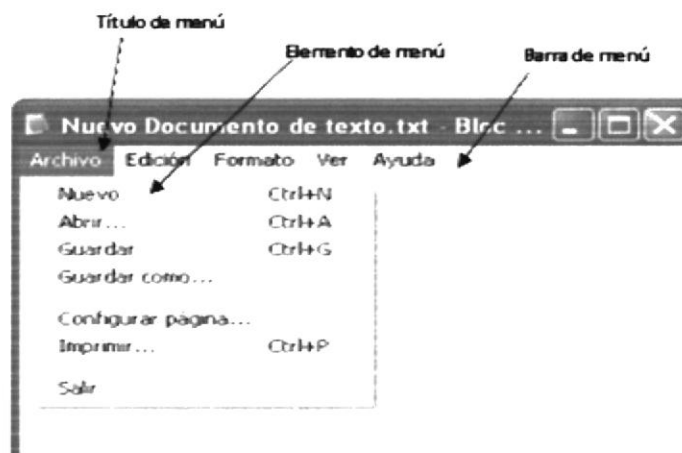 Título de menú
Elemento de menú
Barra de menú
Nuevo Documento de texto.txt - Bloc ...
Archivo Edición Formato Ver Ayuda
Nuevo Ctrl+N
Abrir... Ctrl+A
Guardar Ctrl+G
Guardar como...
Configurar página...
Imprimir... Ctrl+P
Salir